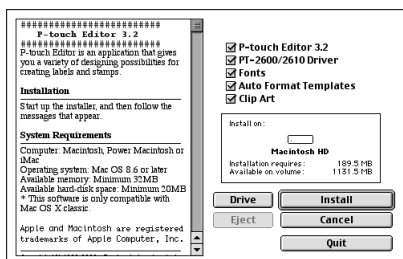 ##########################
P-touch Editor 3.2
##########################
P-touch Editor is an application that gives
you a variety of designing possibilities for
creating labels and stamps.
Installation
Start up the installer, and then follow the
messages that appear.
System Requirements
Computer: Macintosh, Power Macintosh or
iMac
Operating system: Mac OS 8.6 or later
Available memory: Minimum 32MB
Available hard-disk space: Minimum 20MB
* This software is only compatible with
Mac OS X classic.
Apple and Macintosh are registered
trademarks of Apple Computer, Inc.
P-touch Editor 3.2
PT-2600/2610 Driver
Fonts
Auto Format Templates
Clip Art
Install on:
Macintosh HD
Installation requires: 189.5 MB
Available on volume: 1131.5 MB
Drive
Install
Eject
Cancel
Quit